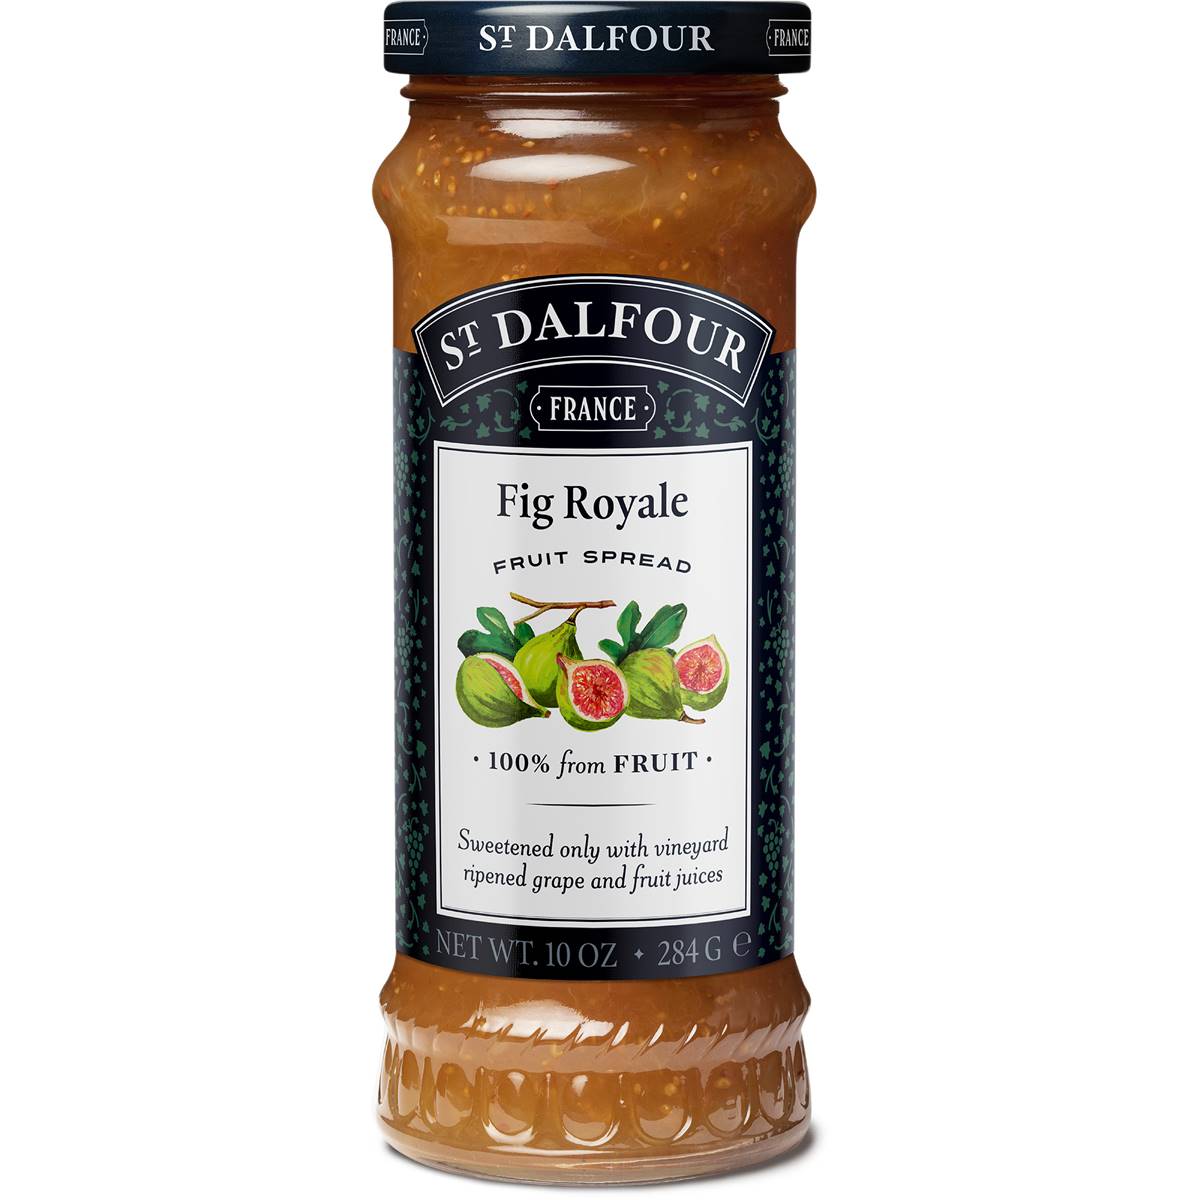 FRANCE
ST DALFOUR
FRANCE
ST DALFOUR
FRANCE
Fig Royale
FRUIT SPREAD
100% from FRUIT
Sweetened only with vineyard
ripened grape and fruit juices
NET WT. 10 OZ ✦ 284 G ℮